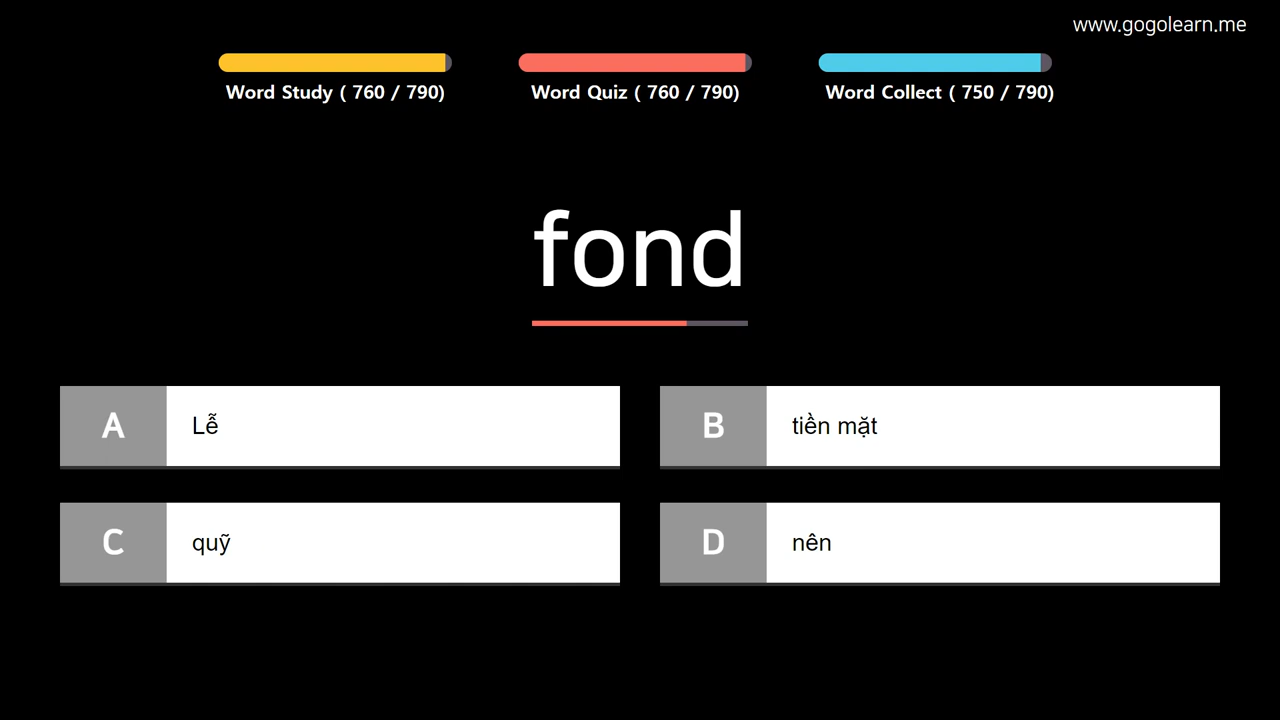 www.gogolearn.me
Word Study ( 760 / 790)
Word Quiz ( 760 / 790)
Word Collect ( 750 / 790)
fond
A Lễ
B tiền mặt
C quỹ
D nên